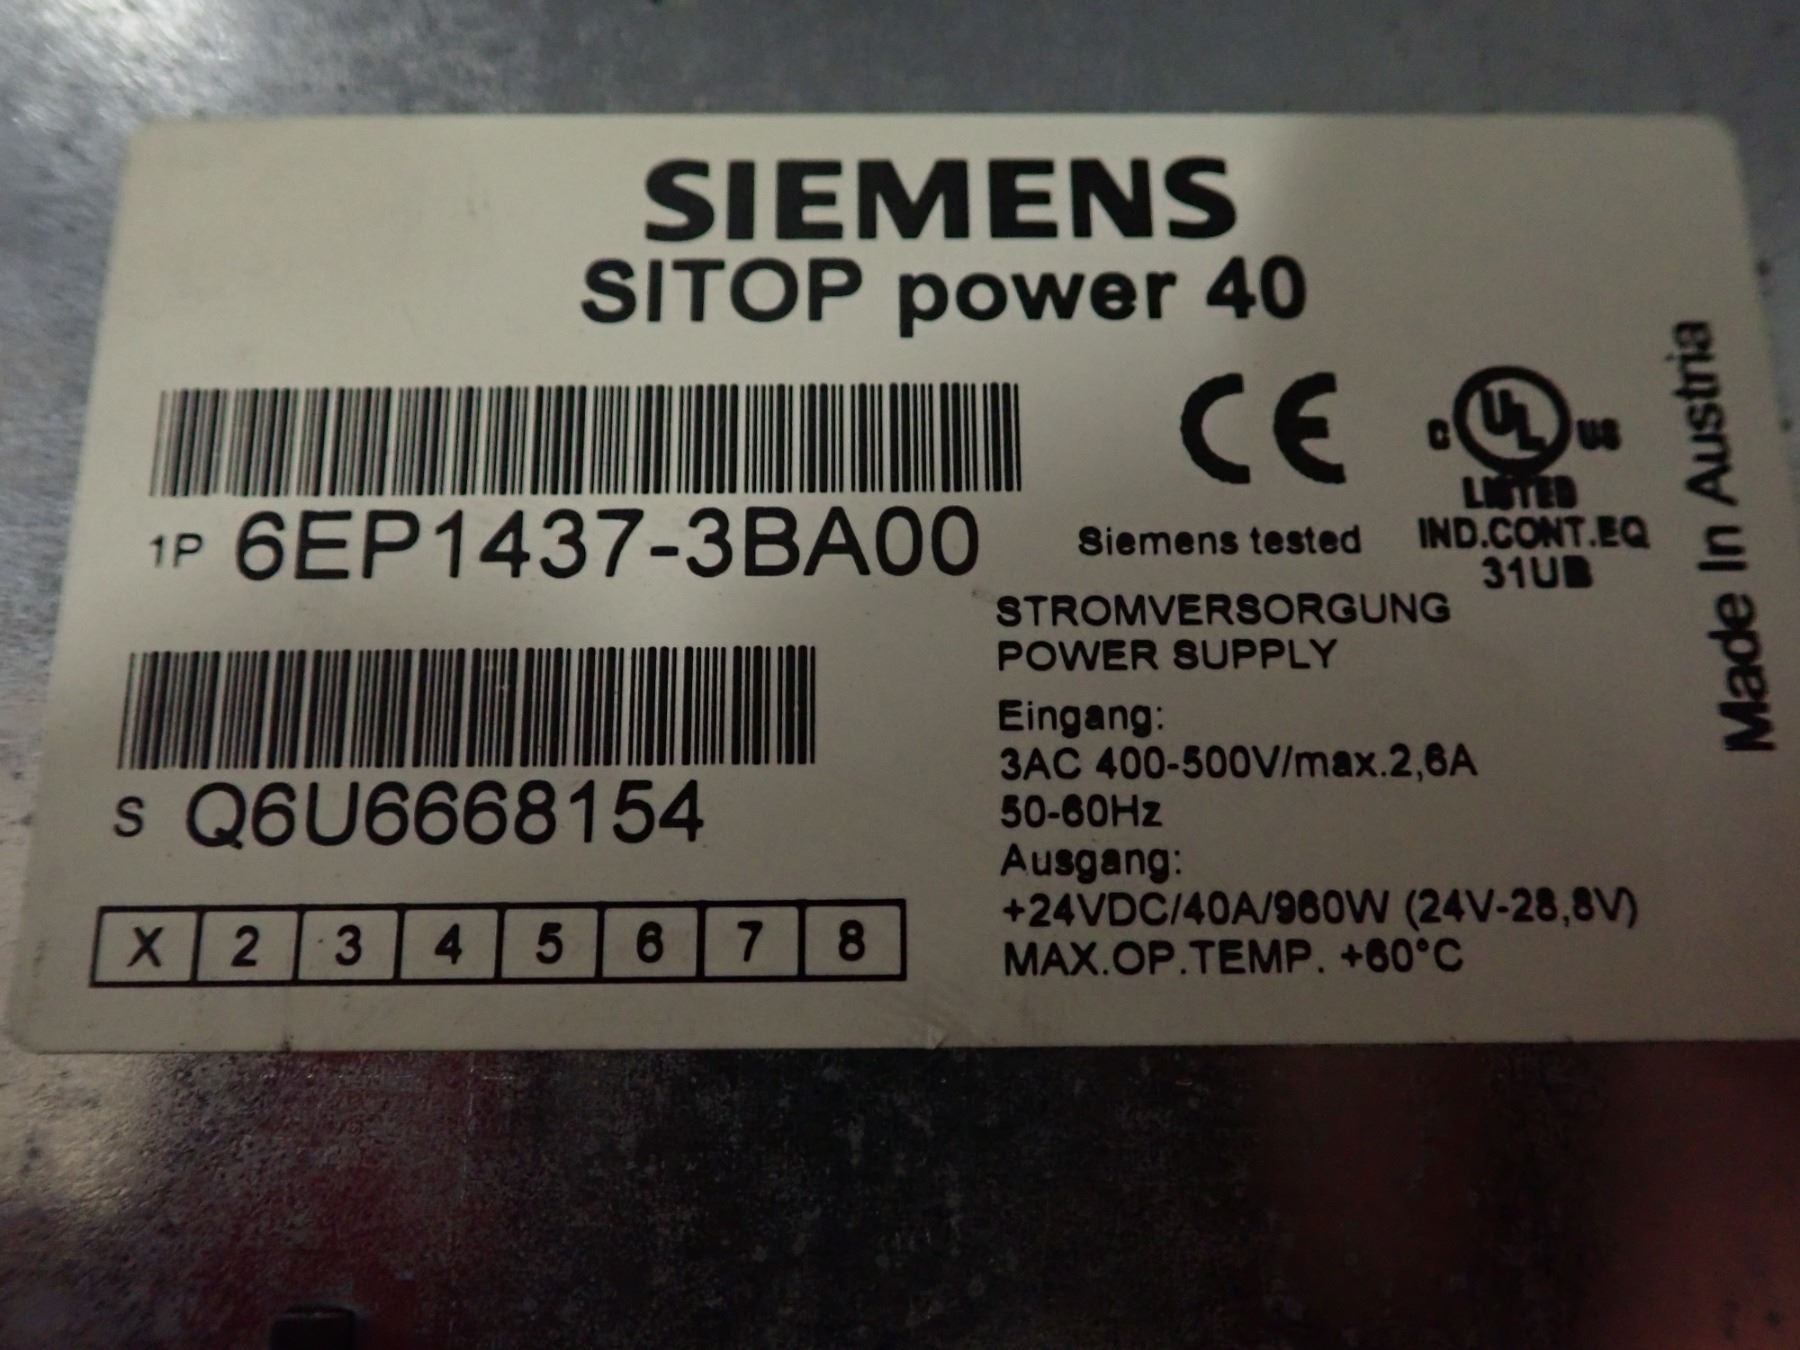 SIEMENS
SITOP power 40
1P 6EP1437-3BA00
S Q6U6668154
X 2 3 4 5 6 7 8
CE
Siemens tested
C UL US
LISTED
IND.CONT.EQ
31UB
STROMVERSORGUNG
POWER SUPPLY
Eingang:
3AC 400-500V/max.2,6A
50-60Hz
Ausgang:
+24VDC/40A/960W (24V-28,8V)
MAX.OP.TEMP. +60°C
Made In Austria